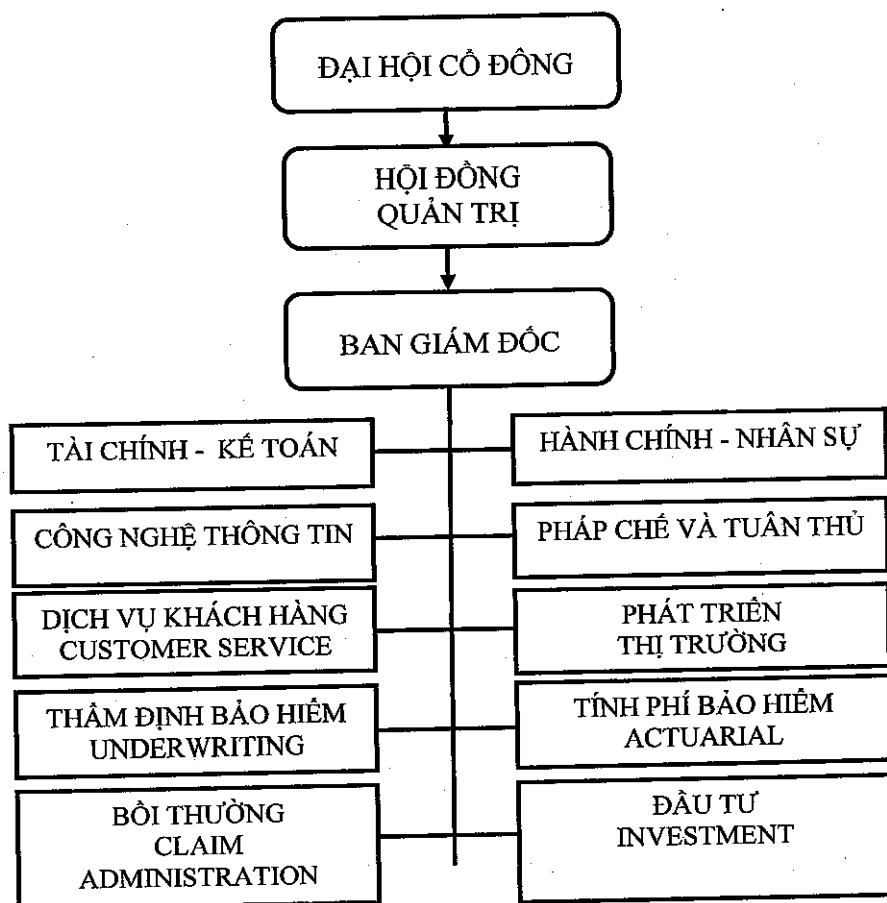 ĐẠI HỘI CỔ ĐÔNG
HỘI ĐỒNG
QUẢN TRỊ
BAN GIÁM ĐỐC
TÀI CHÍNH - KẾ TOÁN
HÀNH CHÍNH - NHÂN SỰ
CÔNG NGHỆ THÔNG TIN
PHÁP CHẾ VÀ TUÂN THỦ
DỊCH VỤ KHÁCH HÀNG
CUSTOMER SERVICE
PHÁT TRIỂN
THỊ TRƯỜNG
THẨM ĐỊNH BẢO HIỂM
UNDERWRITING
TÍNH PHÍ BẢO HIỂM
ACTUARIAL
BỒI THƯỜNG
CLAIM
ADMINISTRATION
ĐẦU TƯ
INVESTMENT